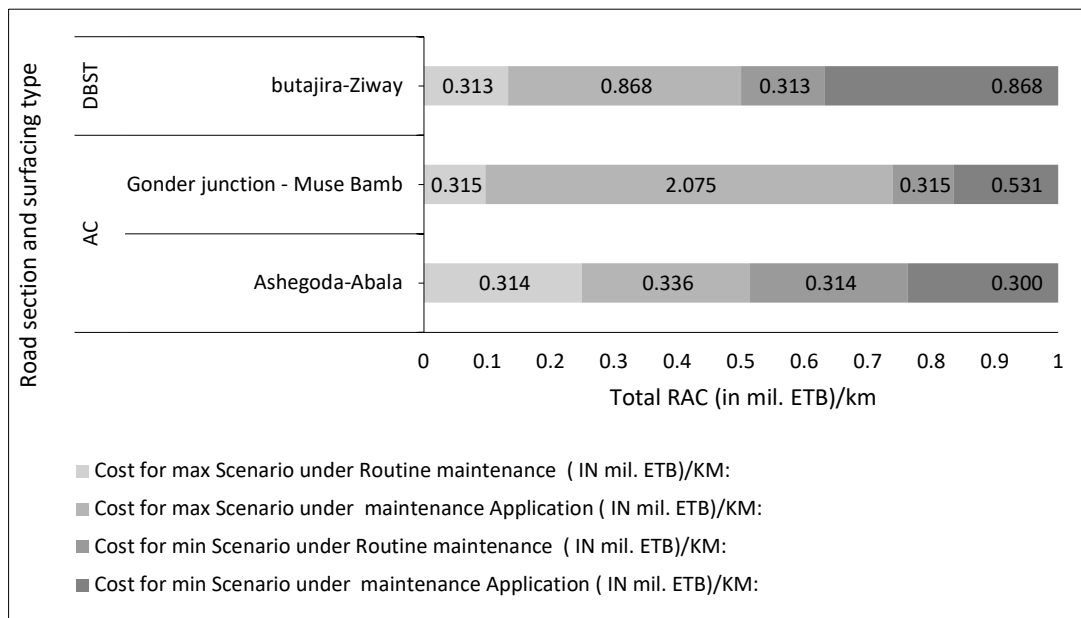 Road section and surfacing type
DBST
butajira-Ziway
0.313 0.868 0.313 0.868
AC
Gonder junction - Muse Bamb
0.315 2.075 0.315 0.531
Ashegoda-Abala
0.314 0.336 0.314 0.300
0 0.1 0.2 0.3 0.4 0.5 0.6 0.7 0.8 0.9 1
Total RAC (in mil. ETB)/km
Cost for max Scenario under Routine maintenance ( IN mil. ETB)/KM:
Cost for max Scenario under maintenance Application ( IN mil. ETB)/KM:
Cost for min Scenario under Routine maintenance ( IN mil. ETB)/KM:
Cost for min Scenario under maintenance Application ( IN mil. ETB)/KM: